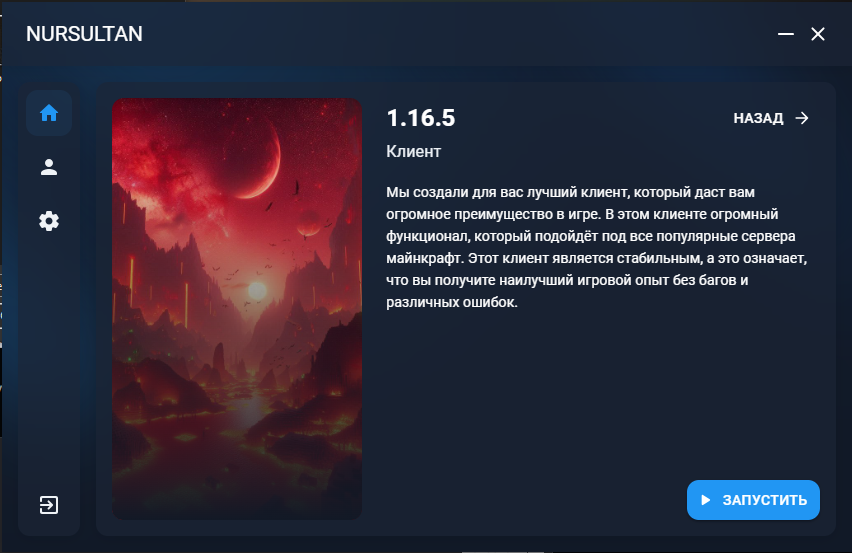 NURSULTAN
1.16.5
НАЗАД
Клиент
Мы создали для вас лучший клиент, который даст вам
огромное преимущество в игре. В этом клиенте огромный
функционал, который подойдёт под все популярные сервера
майнкрафт. Этот клиент является стабильным, а это означает,
что вы получите наилучший игровой опыт без багов и
различных ошибок.
ЗАПУСТИТЬ